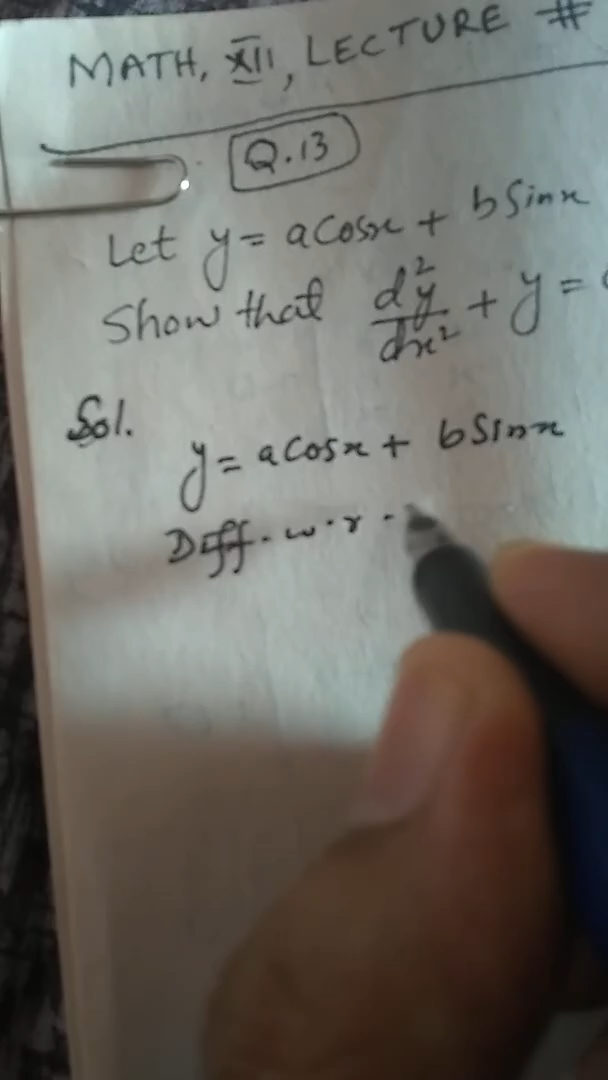 MATH, XII, LECTURE #
Q.13
Let y = a cosx + b Sinx
Show that d²y/dx² + y =
Sol.
y = a cosx + b Sinx
Diff. w.r.